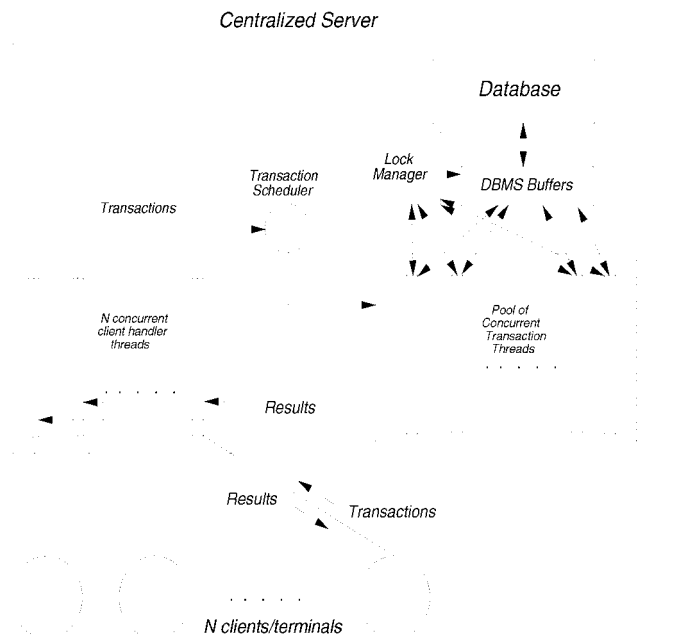 Centralized Server
Database
Lock
Manager
Transaction
Scheduler
DBMS Buffers
Transactions
N concurrent
client handler
threads
Pool of
Concurrent
Transaction
Threads
Results
Results
Transactions
N clients/terminals